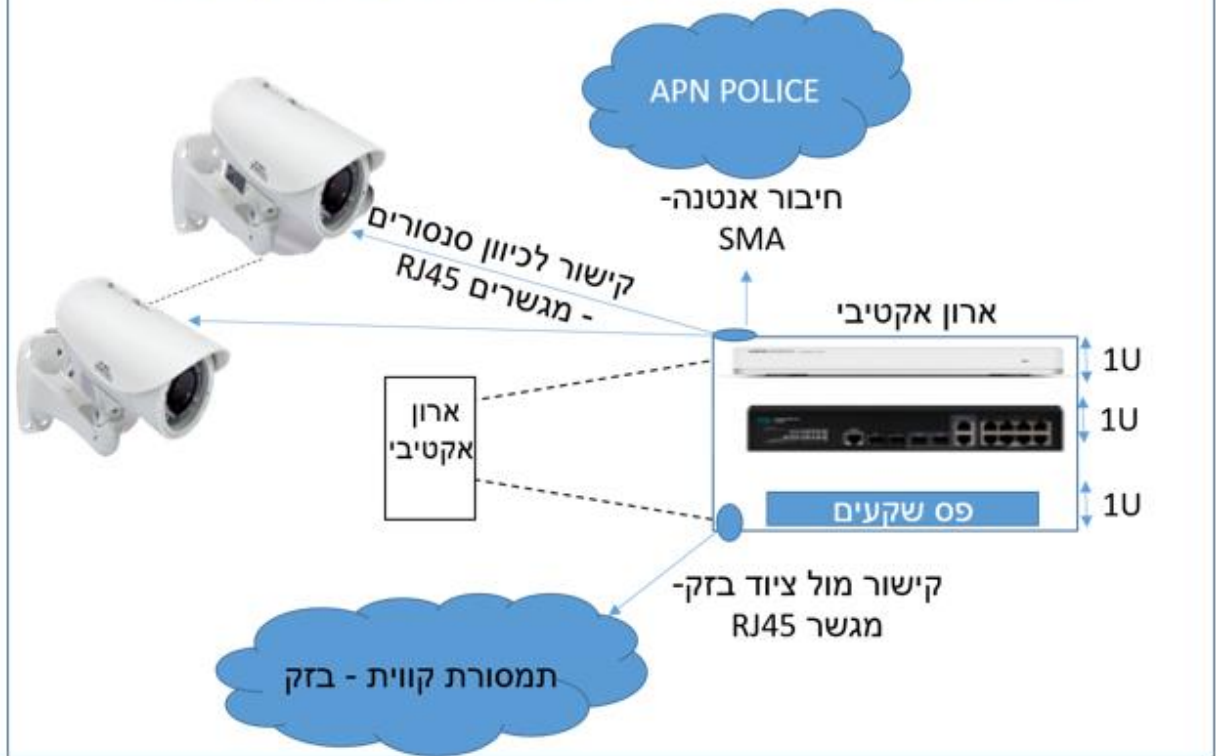 APN POLICE
חיבור אנטנה-
SMA
קישור לכיוון סנסורים
- מגשרים RJ45
ארון אקטיבי
1U
1U
ארון
אקטיבי
פס שקעים
1U
קישור מול ציוד בזק-
מגשר RJ45
תמסורת קווית - בזק